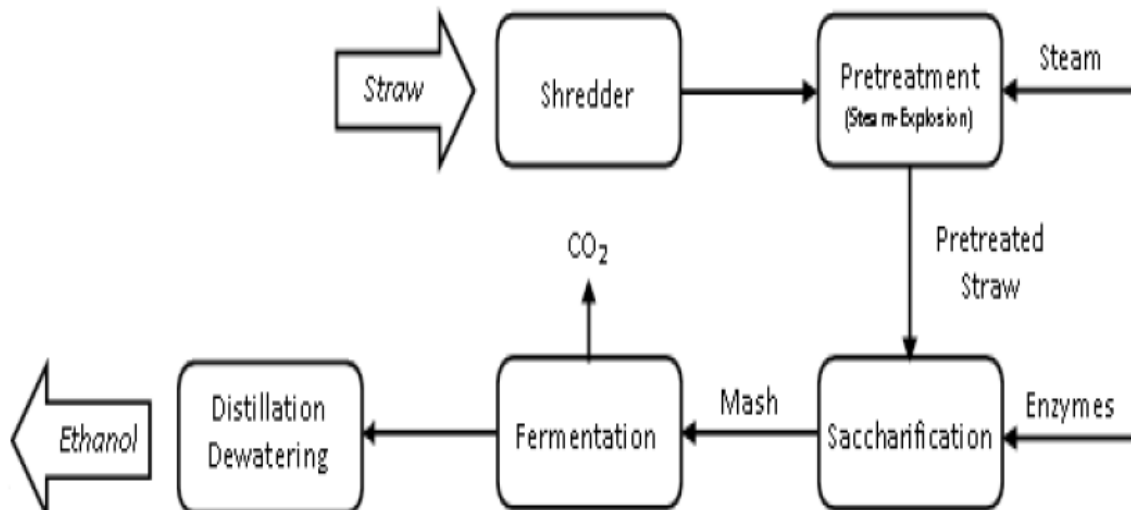 Straw
Shredder
Pretreatment
(Steam-Explosion)
Steam
Pretreated
Straw
CO₂
Ethanol
Distillation
Dewatering
Fermentation
Mash
Saccharification
Enzymes